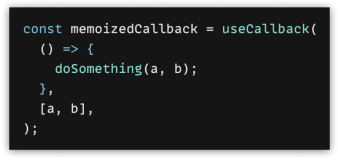 const memoizedCallback = useCallback(
  () => {
    doSomething(a, b);
  },
  [a, b],
);